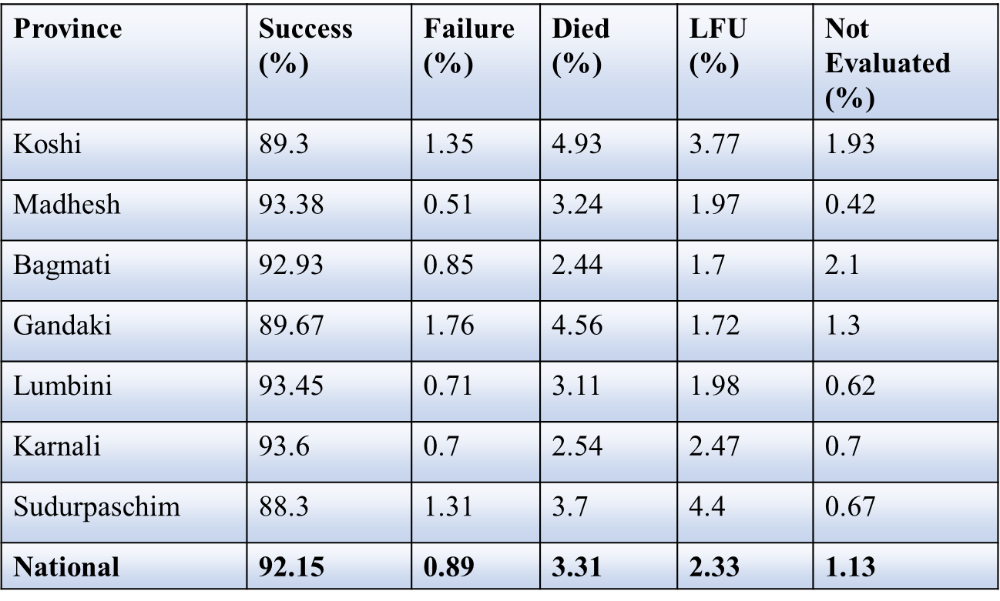 Province Success (%) Failure (%) Died (%) LFU (%) Not Evaluated (%)
Koshi 89.3 1.35 4.93 3.77 1.93
Madhesh 93.38 0.51 3.24 1.97 0.42
Bagmati 92.93 0.85 2.44 1.7 2.1
Gandaki 89.67 1.76 4.56 1.72 1.3
Lumbini 93.45 0.71 3.11 1.98 0.62
Karnali 93.6 0.7 2.54 2.47 0.7
Sudurpaschim 88.3 1.31 3.7 4.4 0.67
National 92.15 0.89 3.31 2.33 1.13